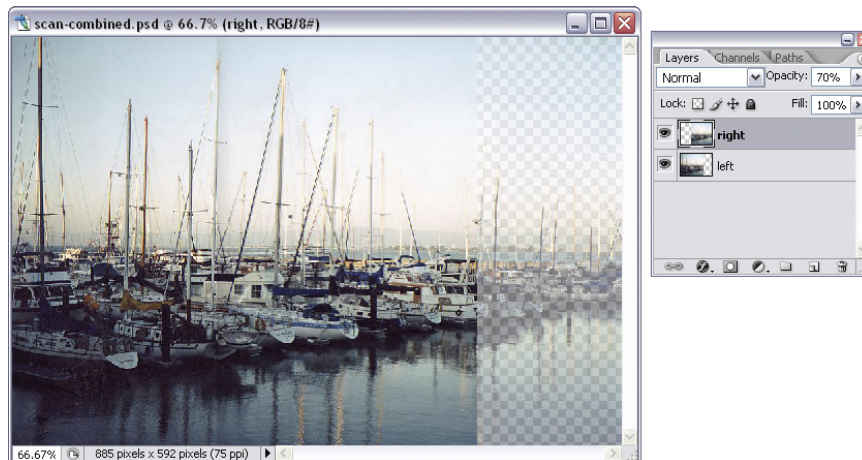 scan-combined.psd @ 66.7% (right, RGB/8#)
66.67% 885 pixels x 592 pixels (75 ppi)
Layers Channels Paths
Normal Opacity: 70%
Lock: Fill: 100%
right
left